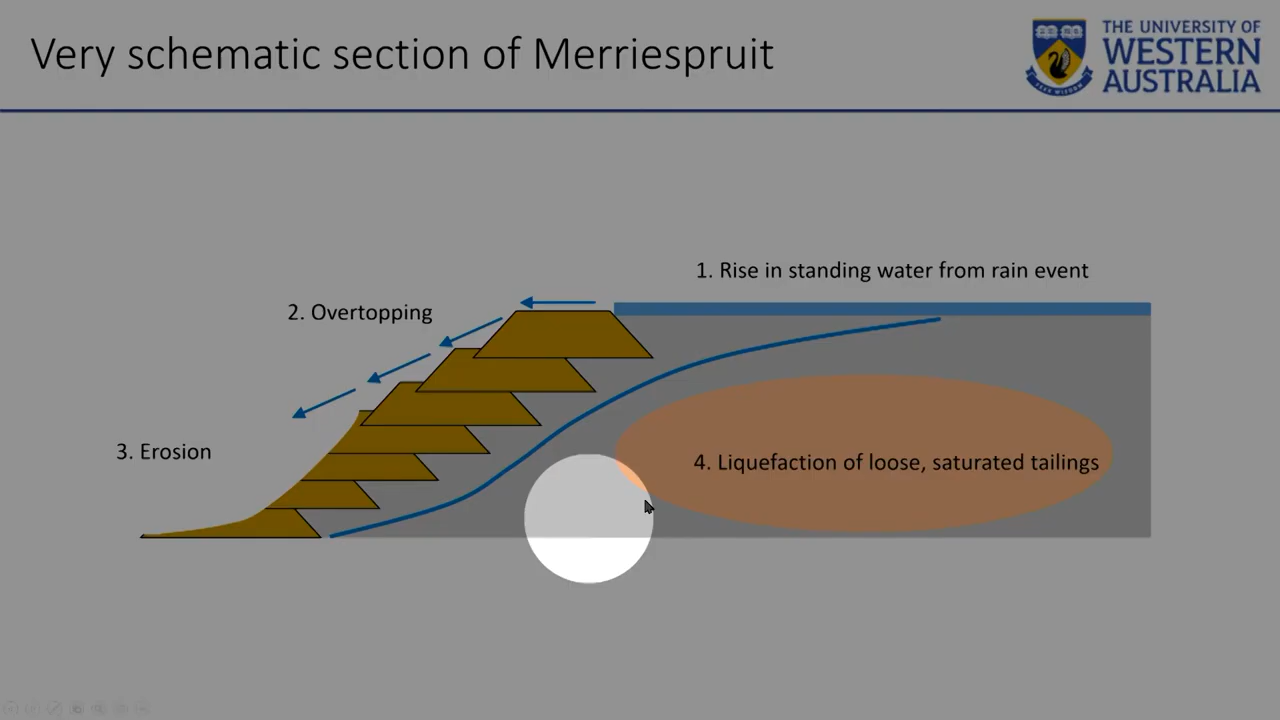 Very schematic section of Merriespruit
THE UNIVERSITY OF
WESTERN
AUSTRALIA
1. Rise in standing water from rain event
2. Overtopping
3. Erosion
4. Liquefaction of loose, saturated tailings